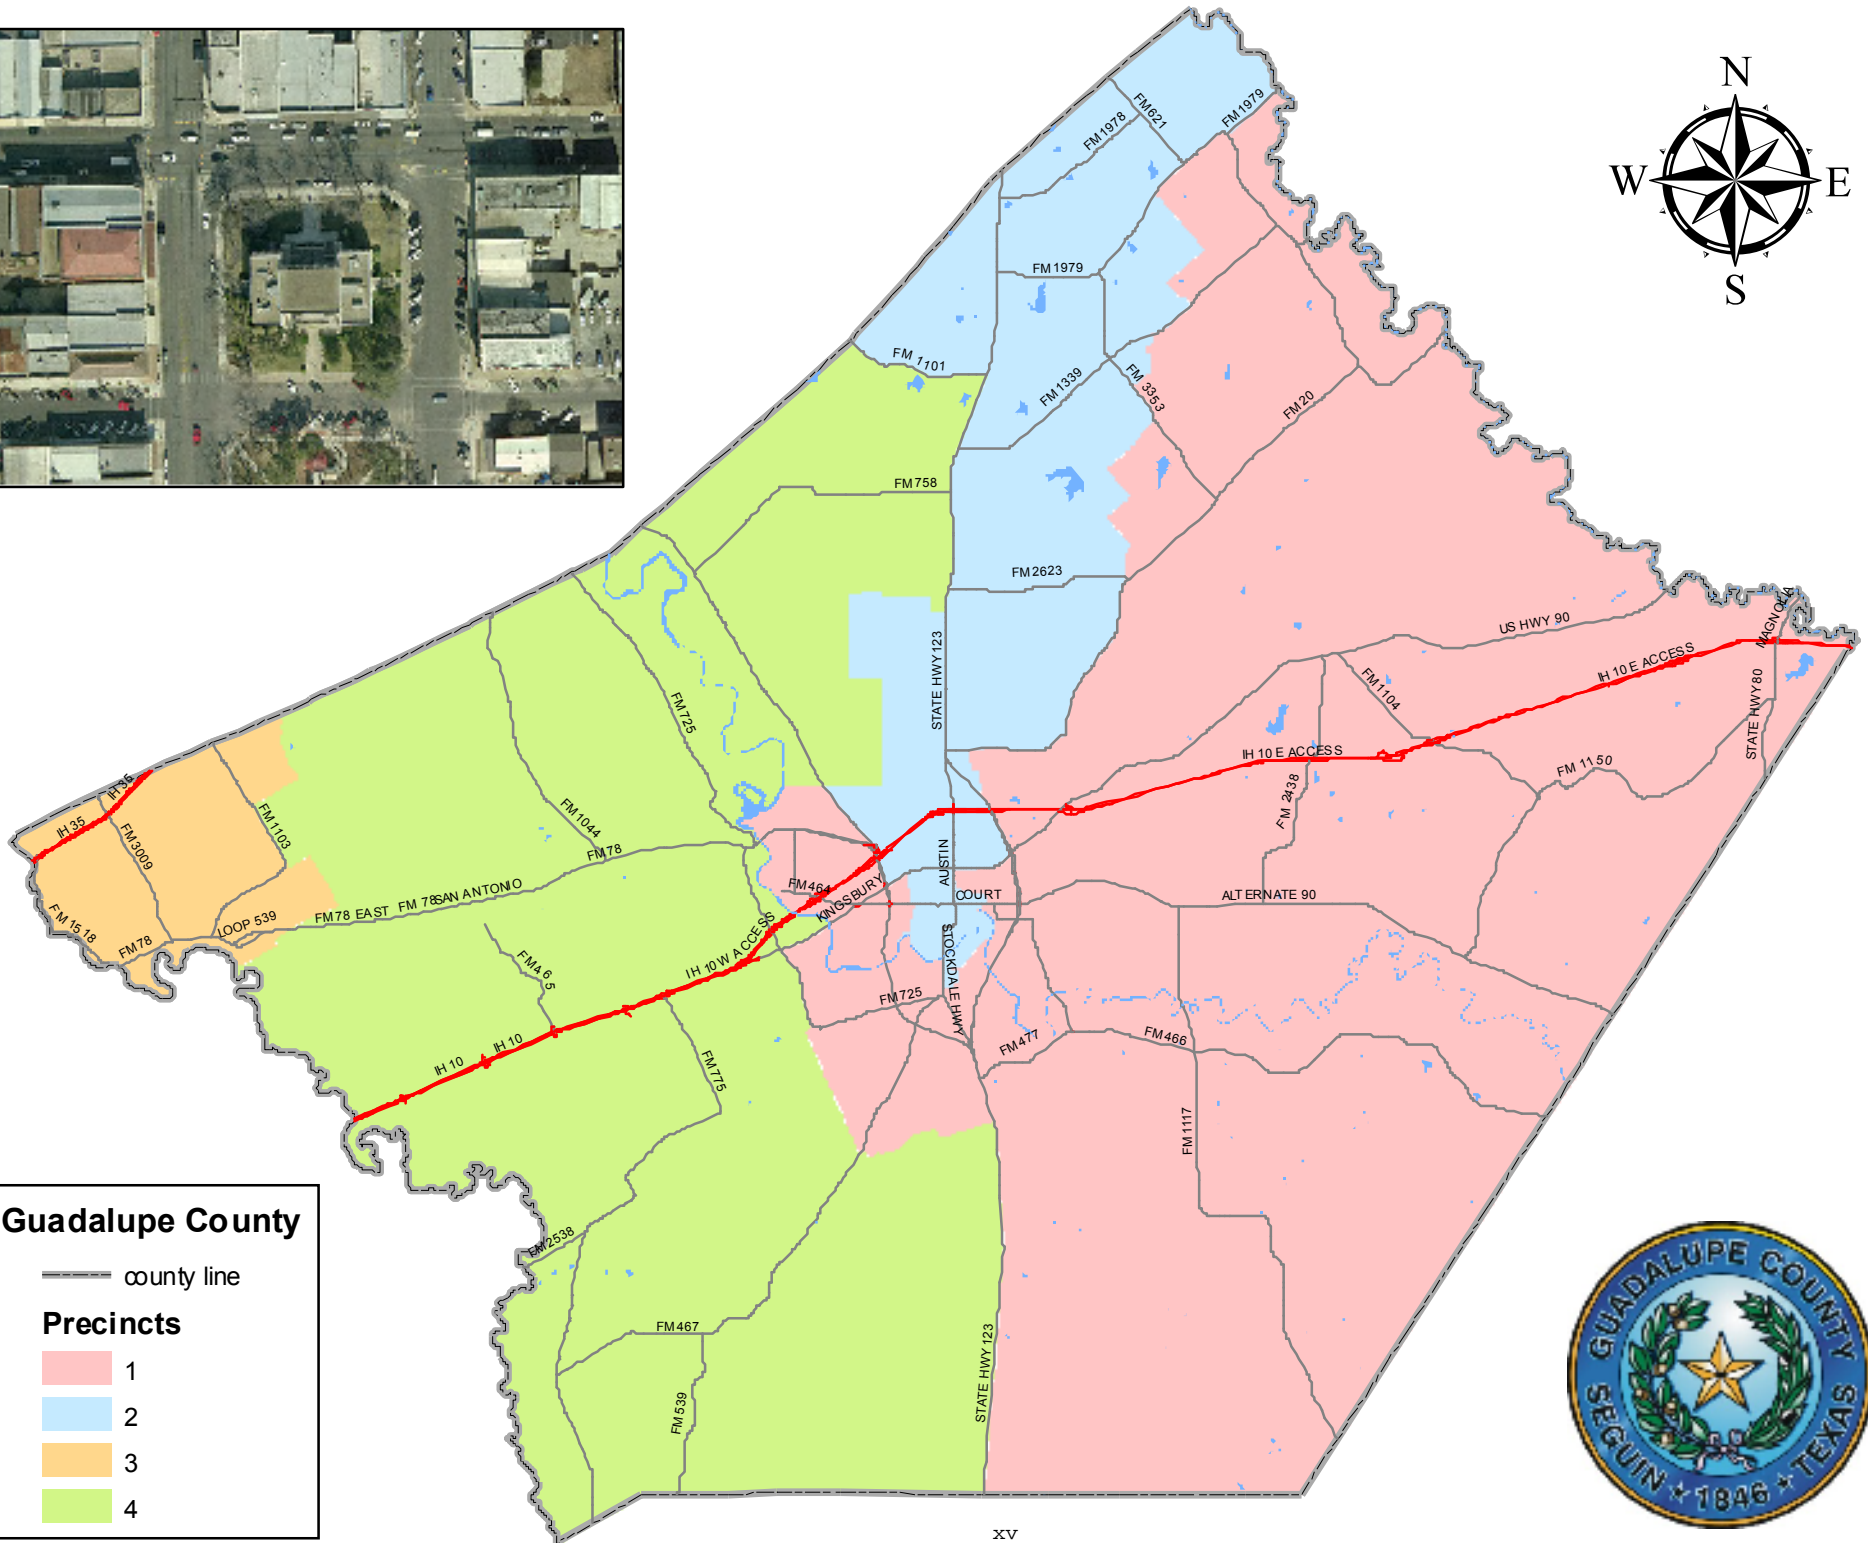 N
W E
S
FM 621
FM 1979
FM 1978
FM 1979
FM 1101
FM 1339
FM 3353
FM 20
FM 758
FM 2623
STATE HWY 123
US HWY 90
MAGNOLIA
IH 10 E ACCESS
FM 1104
STATE HWY 80
FM 725
IH 10 E ACCESS
FM 1150
FM 2438
IH 35
IH 35
FM 3009
FM 1103
FM 1044
FM 78
AUSTIN
FM 464
KINGSBURY
COURT
ALTERNATE 90
FM 1518
FM 78
LOOP 539
FM 78 EAST
FM 78
SAN ANTONIO
FM 465
IH 10 W ACCESS
STOCKDALE HWY
FM 725
FM 477
FM 466
IH 10
IH 10
FM 775
FM 1117
FM 2538
FM 467
FM 539
STATE HWY 123
Guadalupe County
county line
Precincts
1
2
3
4
GUADALUPE COUNTY
SEGUIN * 1846 * TEXAS
xv